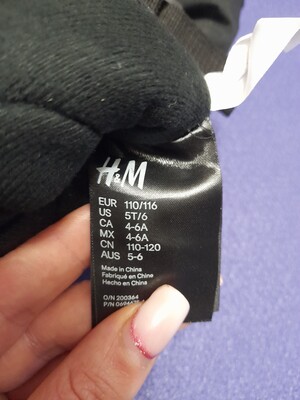 H&M
EUR 110/116
US 5T/6
CA 4-6A
MX 4-6A
CN 110-120
AUS 5-6
Made in China
Fabriqué en Chine
Hecho en China
O/N 200364
P/N